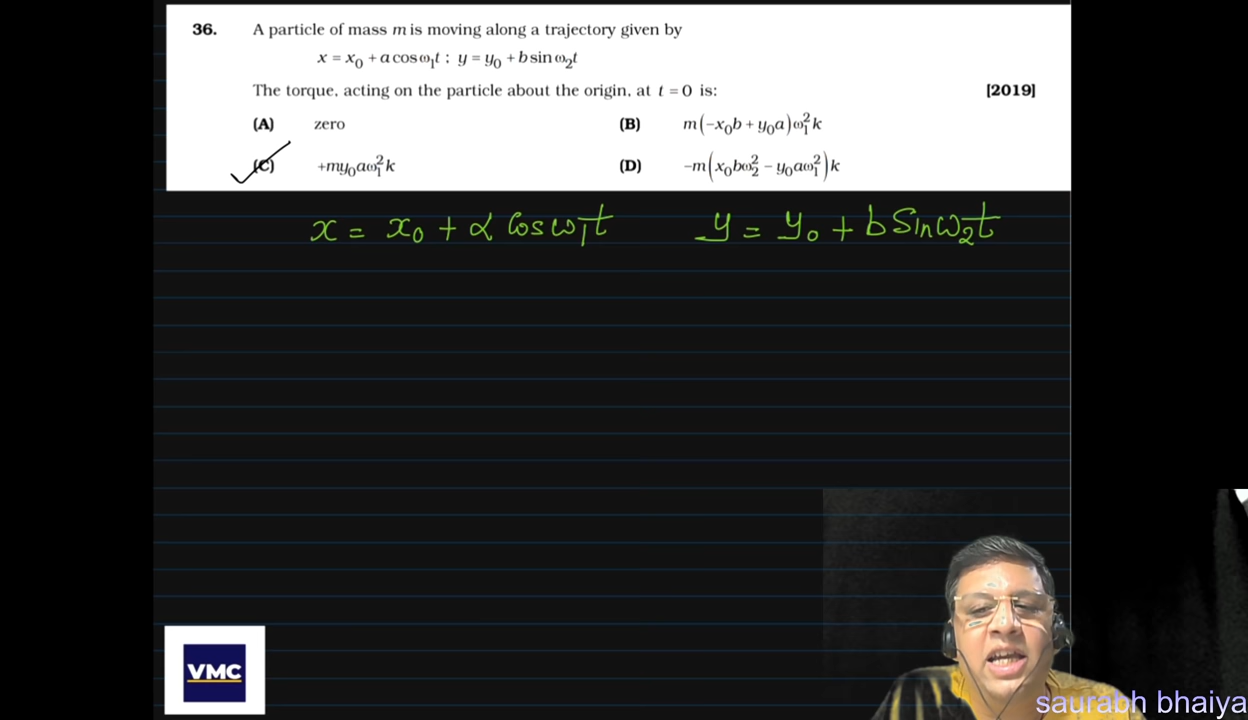 36. A particle of mass m is moving along a trajectory given by
x = x₀ + a cos ω₁t ; y = y₀ + b sin ω₂t
The torque, acting on the particle about the origin, at t = 0 is: [2019]
(A) zero (B) m(−x₀b + y₀a)ω₁²k
(C) +my₀aω₁²k (D) −m(x₀bω₂² − y₀aω₁²)k
x = x₀ + α Cos ω₁t y = y₀ + b Sin ω₂t
VMC
saurabh bhaiya